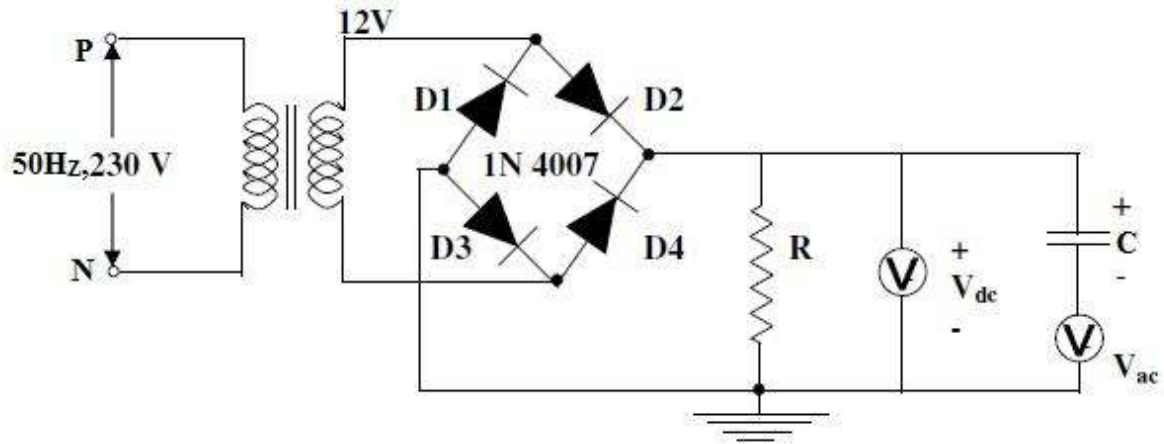 12V
P
D1
D2
50Hz,230 V
1N 4007
N
D3
D4
R
V
+
Vdc
-
+
C
-
V
Vac